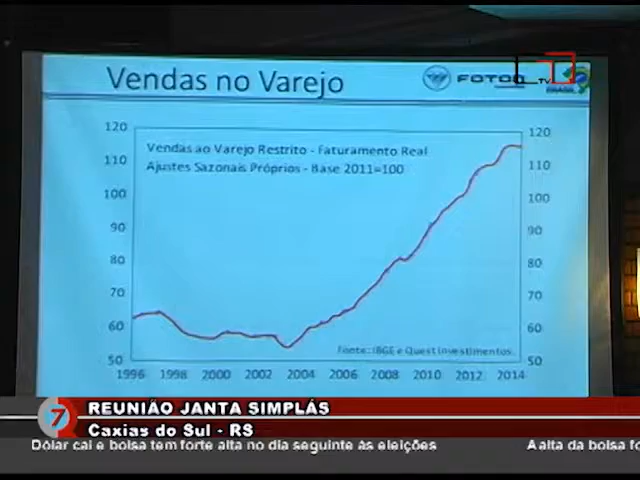 Vendas no Varejo
FOTON
TV
BRASIL
120
120
Vendas ao Varejo Restrito - Faturamento Real
Ajustes Sazonais Próprios - Base 2011=100
110
110
100
100
90
90
80
80
70
70
60
60
Fonte: IBGE e Quest Investimentos.
50
50
1996 1998 2000 2002 2004 2006 2008 2010 2012 2014
7
REUNIÃO JANTA SIMPLÁS
Caxias do Sul - RS
Dólar cai e bolsa tem forte alta no dia seguinte às eleições
A alta da bolsa fo